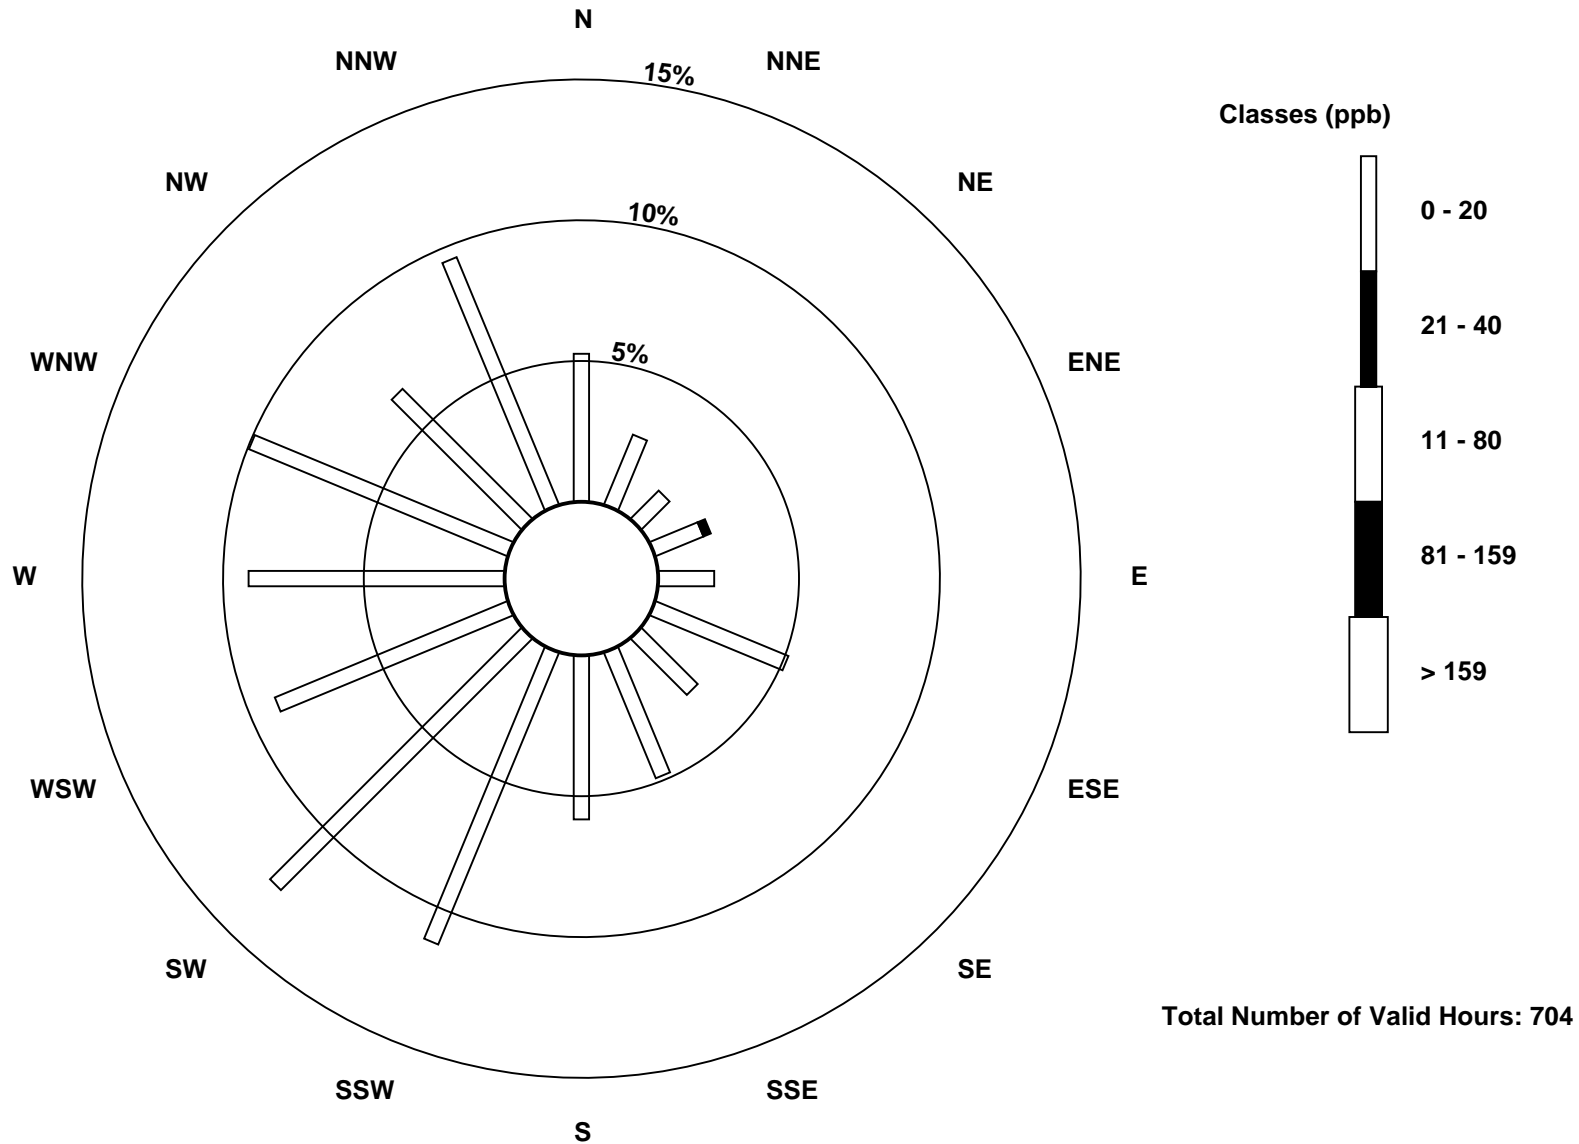 N
NNW
NNE
15%
Classes (ppb)
NW
NE
0 - 20
10%
21 - 40
5%
WNW
ENE
11 - 80
81 - 159
W
E
> 159
WSW
ESE
SW
SE
Total Number of Valid Hours: 704
SSW
SSE
S